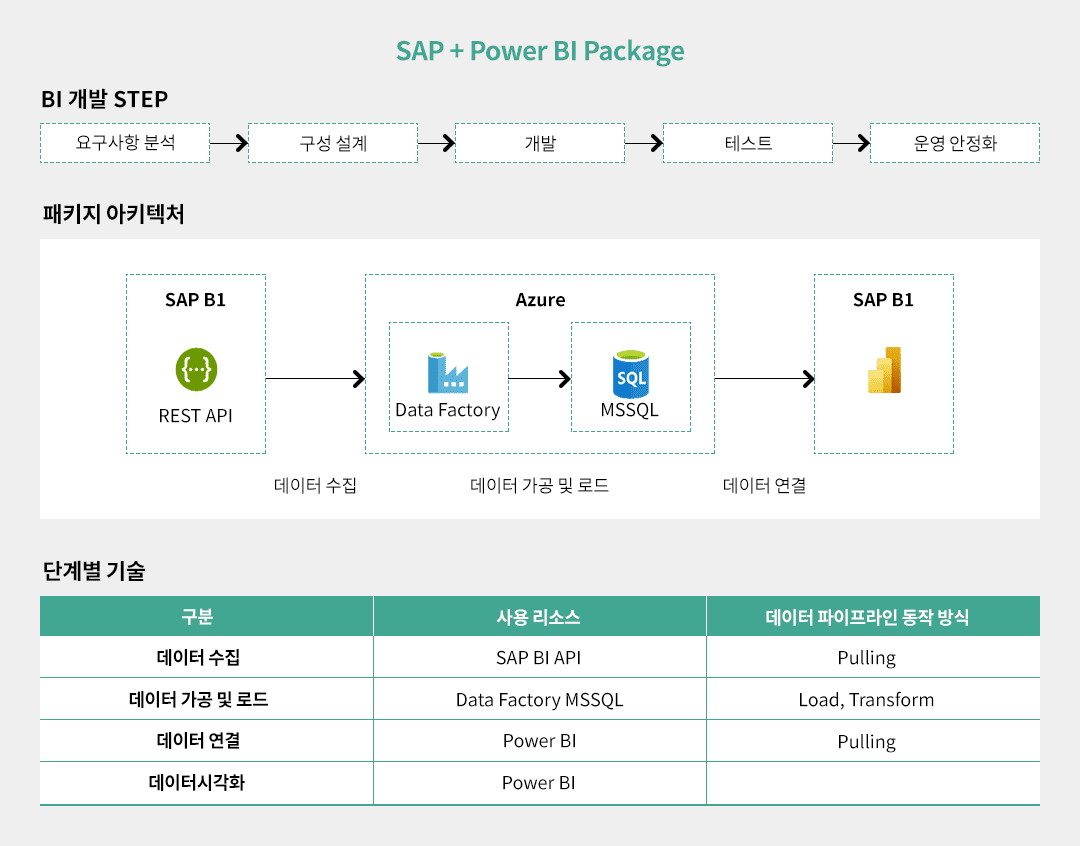 SAP + Power BI Package
BI 개발 STEP
요구사항 분석
구성 설계
개발
테스트
운영 안정화
패키지 아키텍처
SAP B1
REST API
Azure
Data Factory
SQL
MSSQL
SAP B1
데이터 수집
데이터 가공 및 로드
데이터 연결
단계별 기술
구분 사용 리소스 데이터 파이프라인 동작 방식
데이터 수집 SAP BI API Pulling
데이터 가공 및 로드 Data Factory MSSQL Load, Transform
데이터 연결 Power BI Pulling
데이터시각화 Power BI